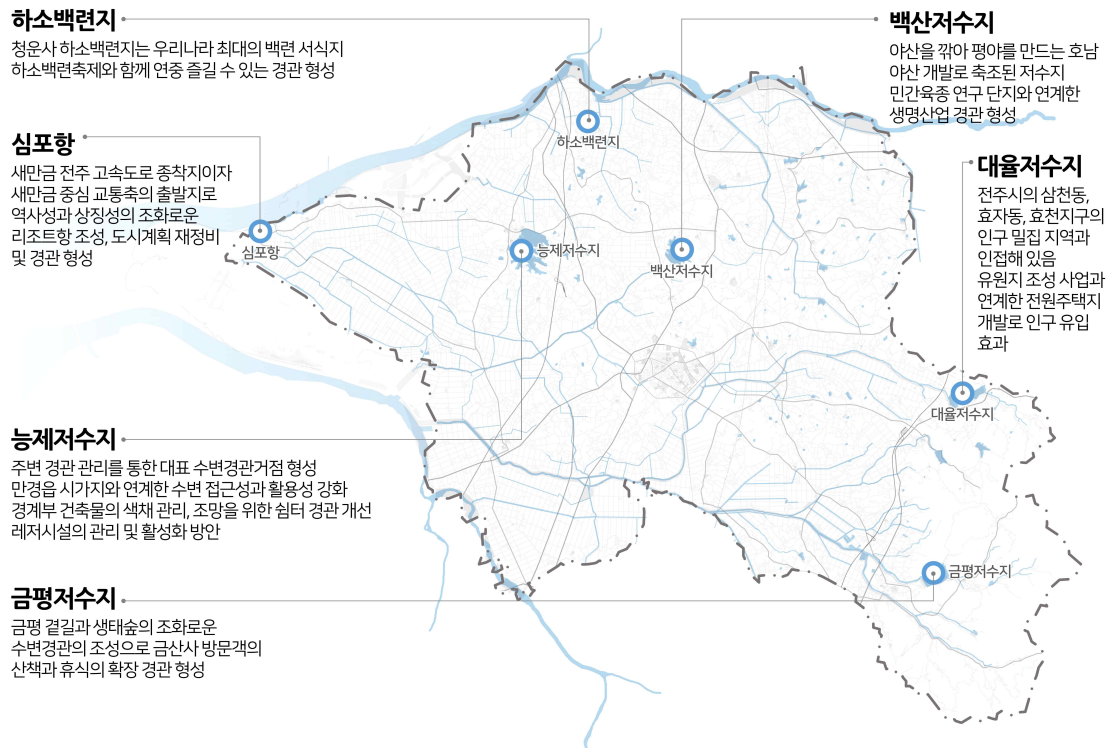 하소백련지
청운사 하소백련지는 우리나라 최대의 백련 서식지
하소백련축제와 함께 연중 즐길 수 있는 경관 형성
백산저수지
야산을 깎아 평야를 만드는 호남
야산 개발로 축조된 저수지
민간육종 연구 단지와 연계한
생명산업 경관 형성
심포항
새만금 전주 고속도로 종착지이자
새만금 중심 교통축의 출발지로
역사성과 상징성의 조화로운
리조트항 조성, 도시계획 재정비
및 경관 형성
대율저수지
전주시의 삼천동,
효자동, 효천지구의
인구 밀집 지역과
인접해 있음
유원지 조성 사업과
연계한 전원주택지
개발로 인구 유입
효과
하소백련지
심포항
능제저수지
백산저수지
대율저수지
금평저수지
능제저수지
주변 경관 관리를 통한 대표 수변경관거점 형성
만경읍 시가지와 연계한 수변 접근성과 활용성 강화
경계부 건축물의 색채 관리, 조망을 위한 쉼터 경관 개선
레저시설의 관리 및 활성화 방안
금평저수지
금평 곁길과 생태숲의 조화로운
수변경관의 조성으로 금산사 방문객의
산책과 휴식의 확장 경관 형성